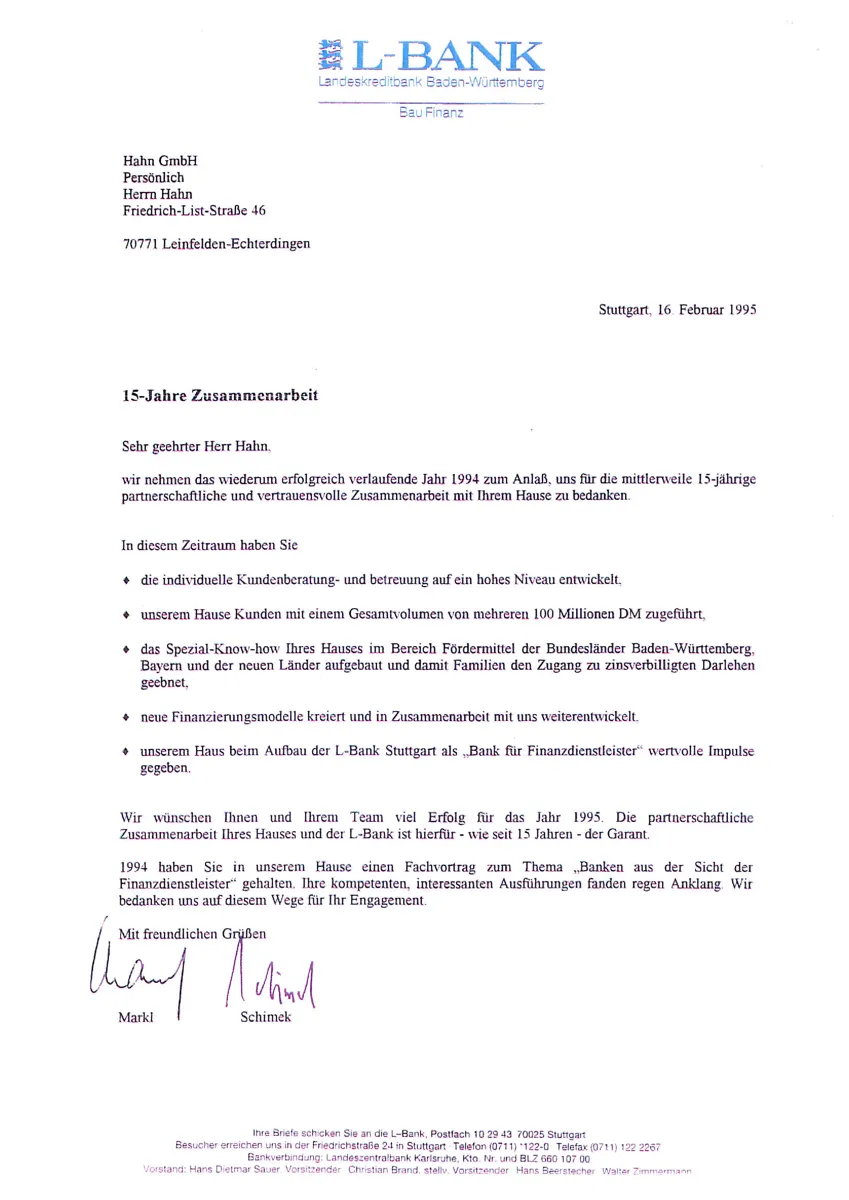 L-BANK
Landeskreditbank Baden-Württemberg
Bau Finanz
Hahn GmbH
Persönlich
Herrn Hahn
Friedrich-List-Straße 46
70771 Leinfelden-Echterdingen
Stuttgart, 16. Februar 1995
15-Jahre Zusammenarbeit
Sehr geehrter Herr Hahn,
wir nehmen das wiederum erfolgreich verlaufende Jahr 1994 zum Anlaß, uns für die mittlerweile 15-jährige
partnerschaftliche und vertrauensvolle Zusammenarbeit mit Ihrem Hause zu bedanken.
In diesem Zeitraum haben Sie
♦ die individuelle Kundenberatung- und betreuung auf ein hohes Niveau entwickelt,
♦ unserem Hause Kunden mit einem Gesamtvolumen von mehreren 100 Millionen DM zugeführt,
♦ das Spezial-Know-how Ihres Hauses im Bereich Fördermittel der Bundesländer Baden-Württemberg,
Bayern und der neuen Länder aufgebaut und damit Familien den Zugang zu zinsverbilligten Darlehen
geebnet,
♦ neue Finanzierungsmodelle kreiert und in Zusammenarbeit mit uns weiterentwickelt,
♦ unserem Haus beim Aufbau der L-Bank Stuttgart als „Bank für Finanzdienstleister“ wertvolle Impulse
gegeben.
Wir wünschen Ihnen und Ihrem Team viel Erfolg für das Jahr 1995. Die partnerschaftliche
Zusammenarbeit Ihres Hauses und der L-Bank ist hierfür - wie seit 15 Jahren - der Garant.
1994 haben Sie in unserem Hause einen Fachvortrag zum Thema „Banken aus der Sicht der
Finanzdienstleister“ gehalten. Ihre kompetenten, interessanten Ausführungen fanden regen Anklang. Wir
bedanken uns auf diesem Wege für Ihr Engagement.
Mit freundlichen Grüßen
Markl Schimek
Ihre Briefe schicken Sie an die L-Bank, Postfach 10 29 43 70025 Stuttgart
Besucher erreichen uns in der Friedrichstraße 24 in Stuttgart Telefon (0711) *122-0 Telefax (0711) 122 2267
Bankverbindung: Landeszentralbank Karlsruhe, Kto. Nr. und BLZ 660 107 00
Vorstand: Hans Dietmar Sauer, Vorsitzender Christian Brand, stellv. Vorsitzender Hans Beerstecher Walter Zimmermann